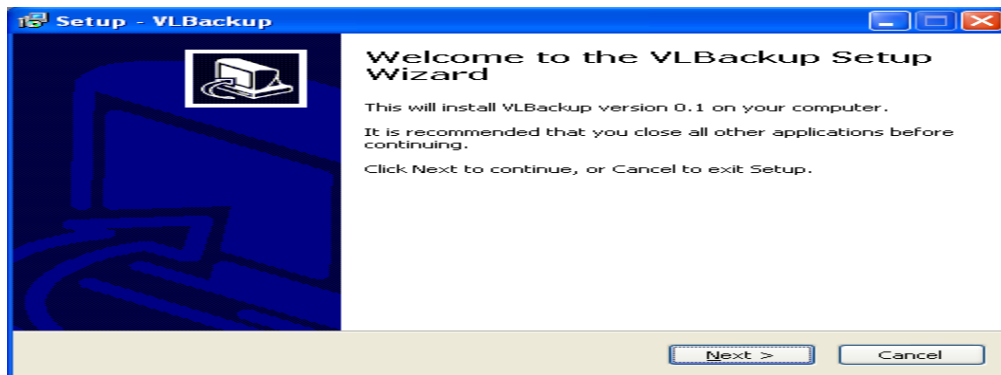 Setup - VLBackup
Welcome to the VLBackup Setup
Wizard
This will install VLBackup version 0.1 on your computer.
It is recommended that you close all other applications before
continuing.
Click Next to continue, or Cancel to exit Setup.
Next >
Cancel